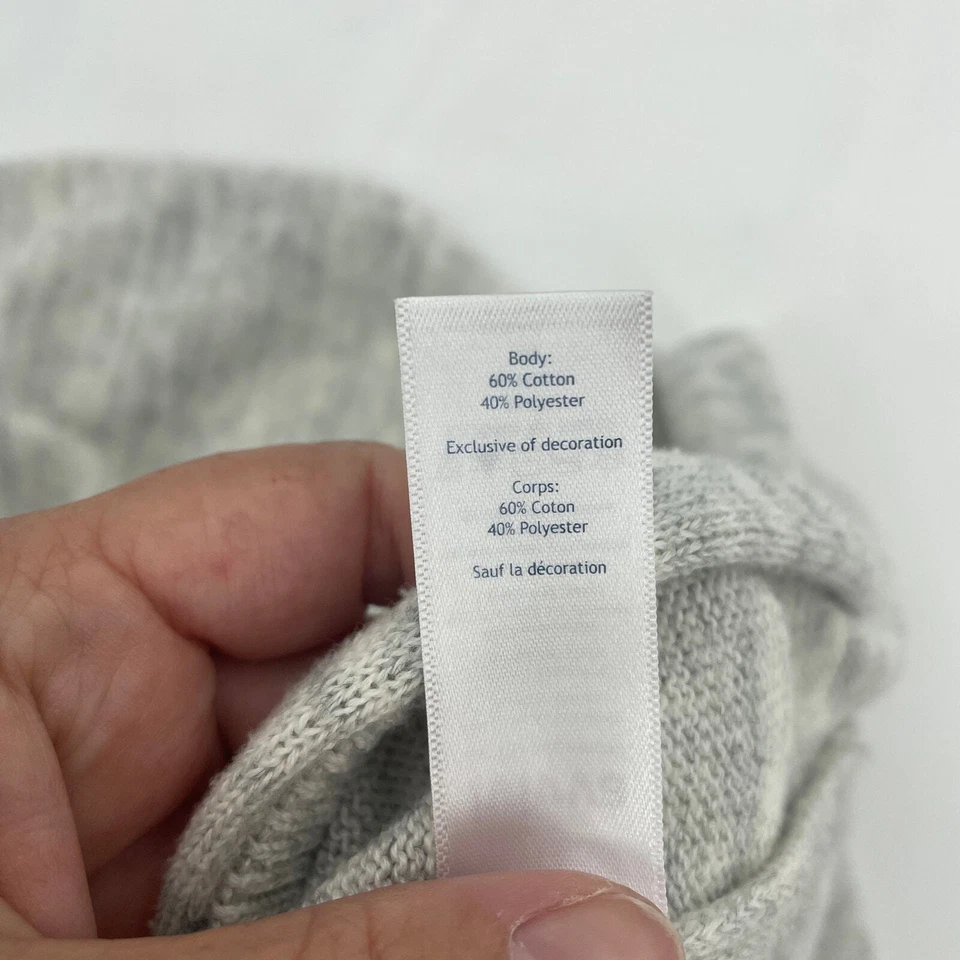 Body:
60% Cotton
40% Polyester
Exclusive of decoration
Corps:
60% Coton
40% Polyester
Sauf la décoration